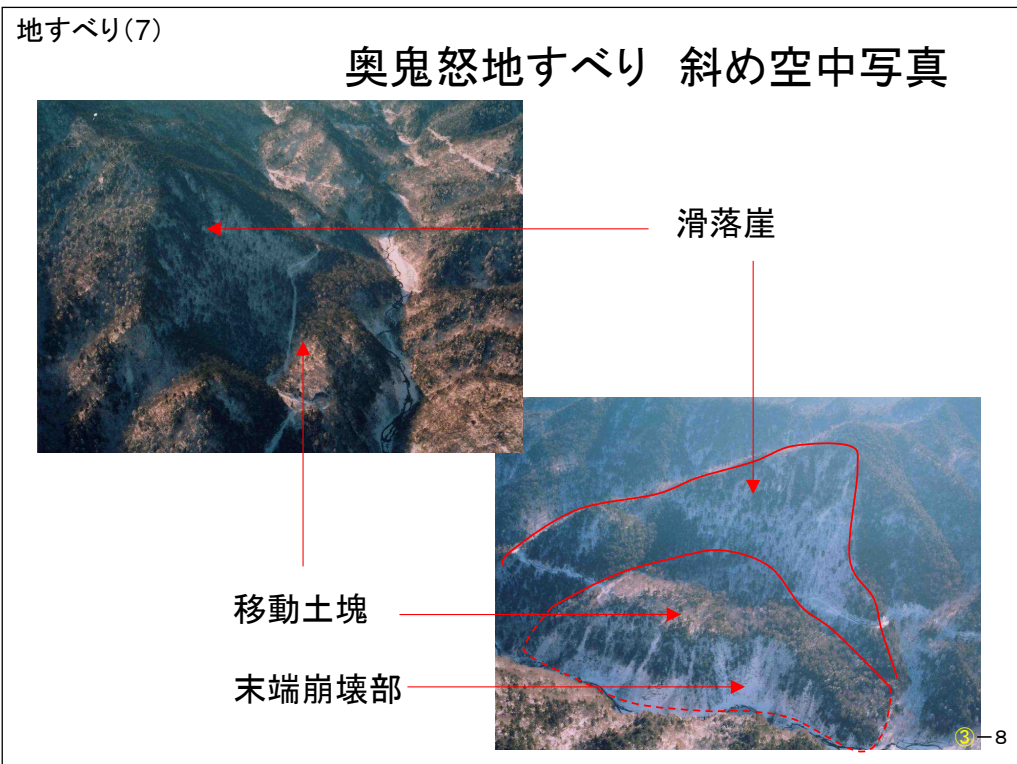 地すべり(7)
奥鬼怒地すべり 斜め空中写真
滑落崖
移動土塊
末端崩壊部
③−8